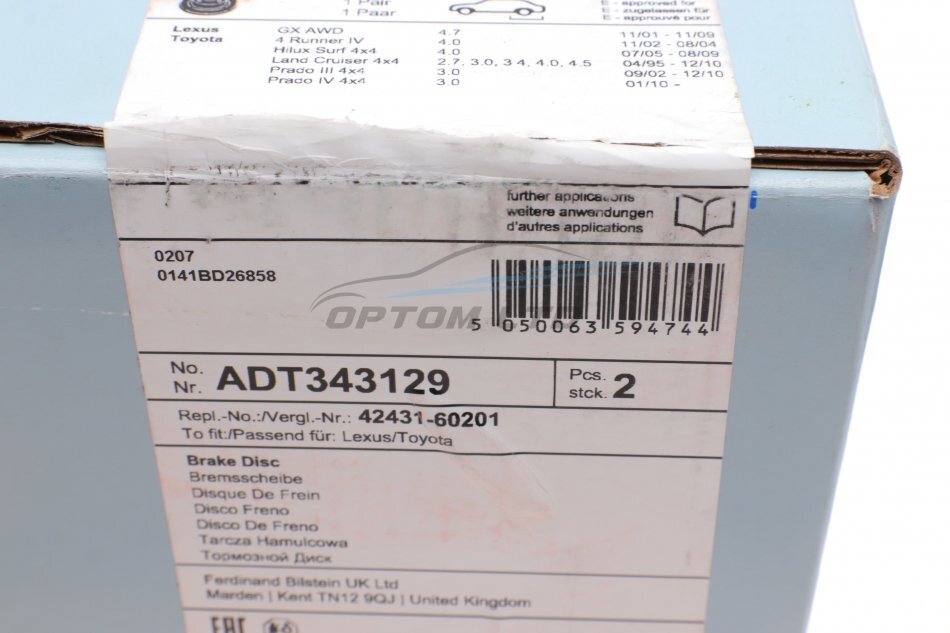 1 Pair
1 Paar
E - approved for
E - zugelassen für
E - approuvé pour
Lexus GX AWD 4.7 11/01 - 11/09
Toyota 4 Runner IV 4.0 11/02 - 08/04
Hilux Surf 4x4 4.0 07/05 - 08/09
Land Cruiser 4x4 2.7, 3.0, 3.4, 4.0, 4.5 04/95 - 12/10
Prado III 4x4 3.0 09/02 - 12/10
Prado IV 4x4 3.0 01/10 -
further applications
weitere anwendungen
d'autres applications
0207
0141BD26858
5 050063 594744
No.
Nr. ADT343129
Pcs.
stck. 2
Repl.-No.:/Vergl.-Nr.: 42431-60201
To fit:/Passend für: Lexus/Toyota
Brake Disc
Bremsscheibe
Disque De Frein
Disco Freno
Disco De Freno
Tarcza Hamulcowa
Тормозной Диск
Ferdinand Bilstein UK Ltd
Marden | Kent TN12 9QJ | United Kingdom
EAC